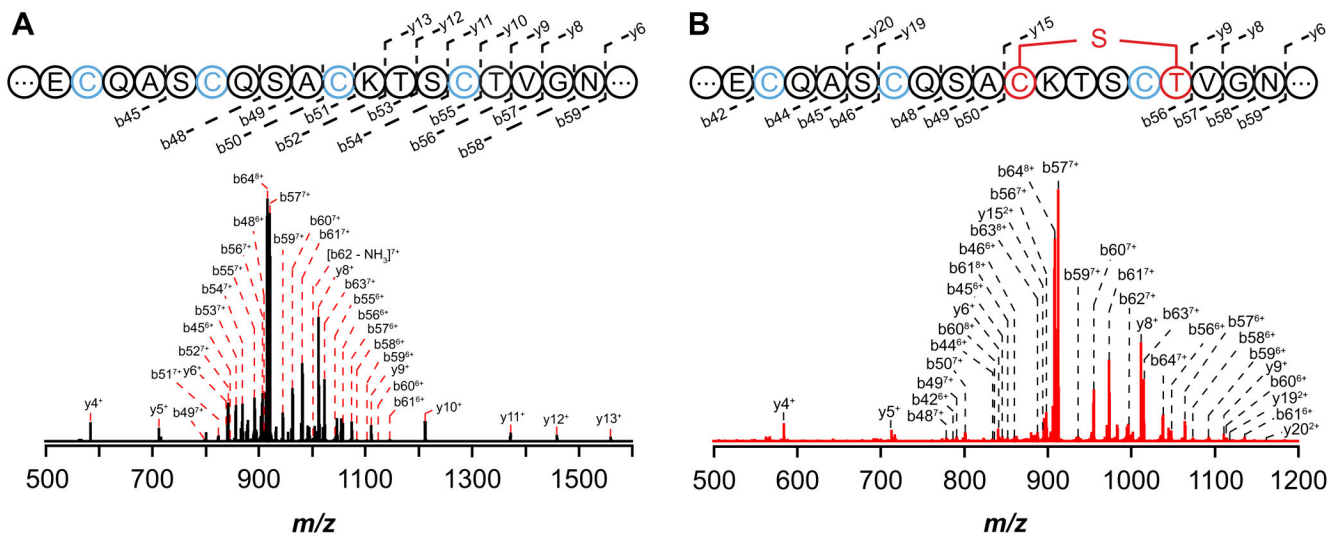 A
y13
y12
y11
y10
y9
y8
y6
··· E C Q A S C Q S A C K T S C T V G N ···
b45
b48
b49
b50
b51
b52
b53
b54
b55
b56
b57
b58
b59
b64⁸⁺
b57⁷⁺
b48⁶⁺
b56⁷⁺
b55⁷⁺
b54⁷⁺
b53⁷⁺
b45⁶⁺
b52⁷⁺
y6⁺
b51⁷⁺
b49⁷⁺
b59⁷⁺
b60⁷⁺
b61⁷⁺
[b62 - NH₃]⁷⁺
y8⁺
b63⁷⁺
b55⁶⁺
b56⁶⁺
b57⁶⁺
b58⁶⁺
b59⁶⁺
y9⁺
b60⁶⁺
b61⁶⁺
y4⁺
y5⁺
y10⁺
y11⁺
y12⁺
y13⁺
500 700 900 1100 1300 1500
m/z
B
y20
y19
y15
S
y9
y8
y6
··· E C Q A S C Q S A C K T S C T V G N ···
b42
b44
b45
b46
b48
b49
b50
b56
b57
b58
b59
b64⁸⁺
b57⁷⁺
b56⁷⁺
y15²⁺
b63⁸⁺
b46⁶⁺
b61⁸⁺
b45⁶⁺
y6⁺
b60⁸⁺
b44⁶⁺
b50⁷⁺
b49⁷⁺
b42⁶⁺
b48⁷⁺
b59⁷⁺
b60⁷⁺
b61⁷⁺
b62⁷⁺
y8⁺
b63⁷⁺
b64⁷⁺
b56⁶⁺
b57⁶⁺
b58⁶⁺
b59⁶⁺
y9⁺
b60⁶⁺
y19²⁺
b61⁶⁺
y20²⁺
y4⁺
y5⁺
500 600 700 800 900 1000 1100 1200
m/z